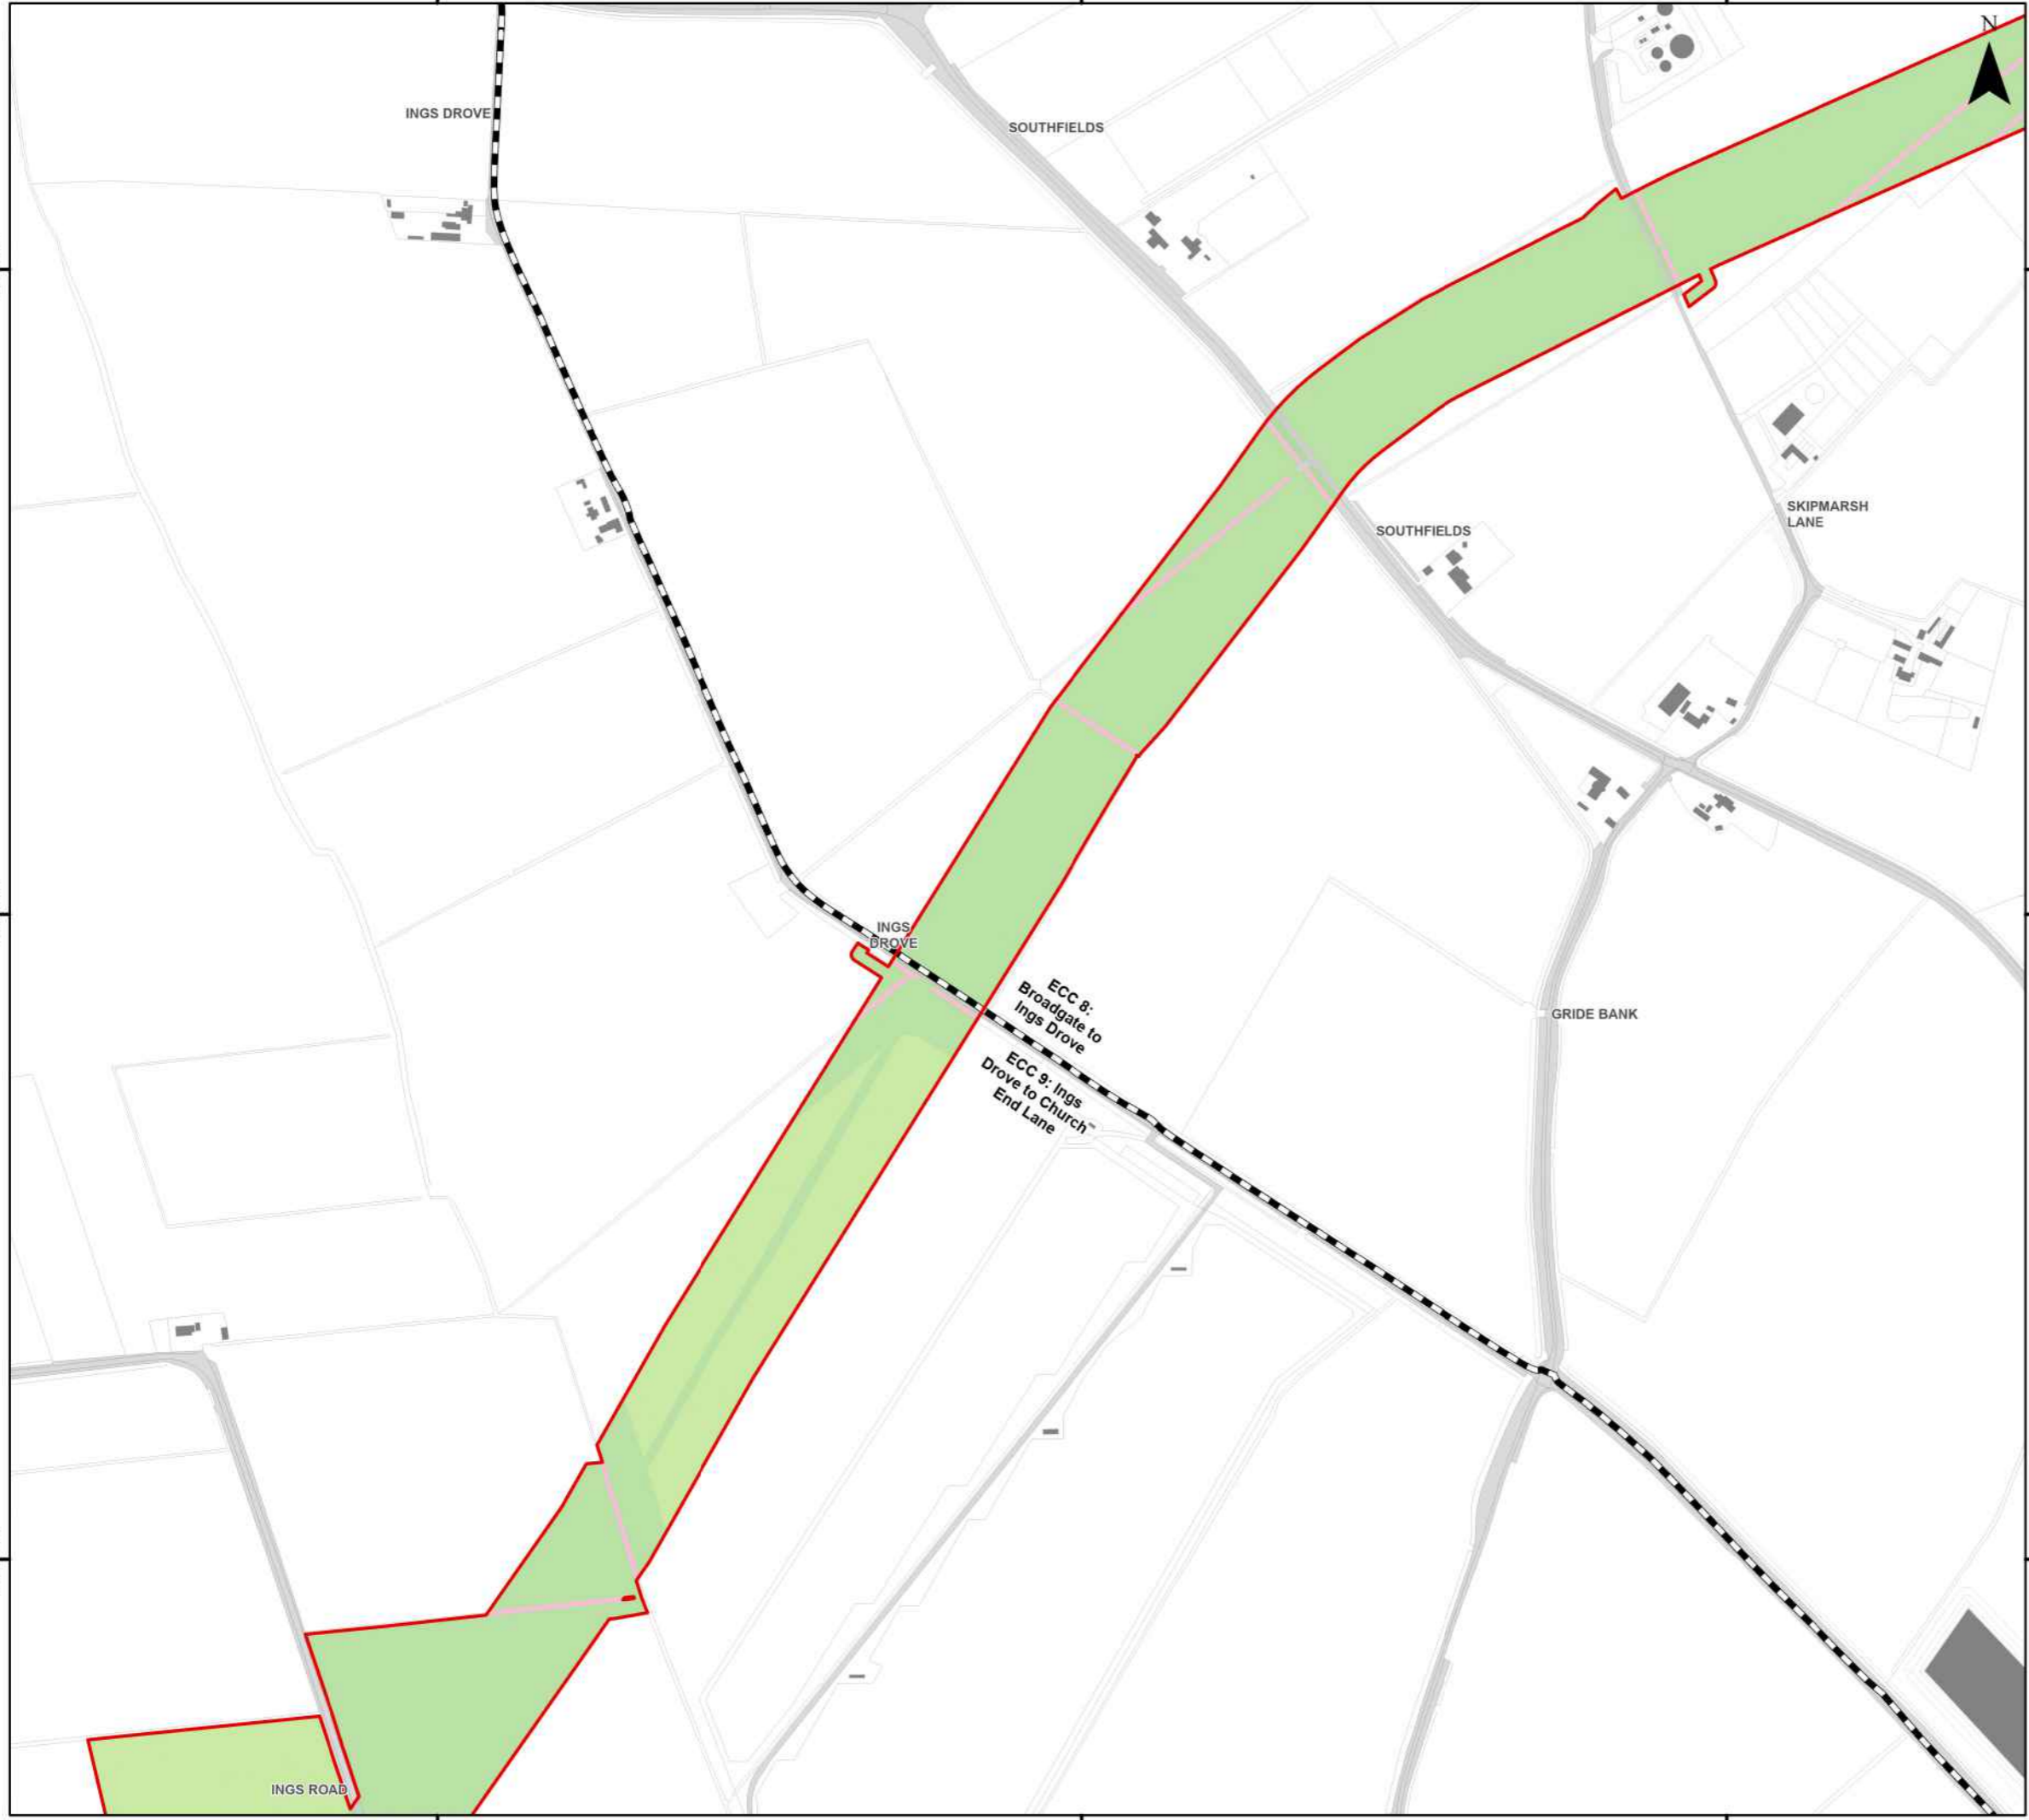 N
INGS DROVE
SOUTHFIELDS
SKIPMARSH
LANE
SOUTHFIELDS
INGS
DROVE
ECC 8:
Broadgate to
Ings Drove
GRIDE BANK
ECC 9: Ings
Drove to Church
End Lane
INGS ROAD